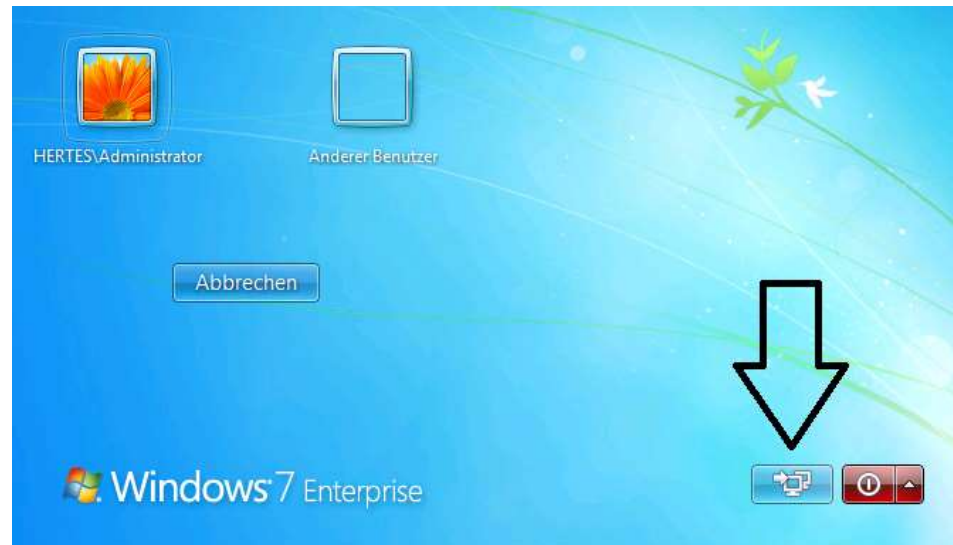 HERTES\Administrator
Anderer Benutzer
Abbrechen
Windows 7 Enterprise